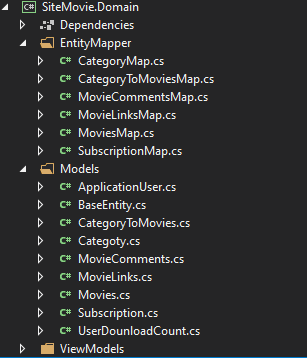 C# SiteMovie.Domain
Dependencies
EntityMapper
C# CategoryMap.cs
C# CategoryToMoviesMap.cs
C# MovieCommentsMap.cs
C# MovieLinksMap.cs
C# MoviesMap.cs
C# SubscriptionMap.cs
Models
C# ApplicationUser.cs
C# BaseEntity.cs
C# CategoryToMovies.cs
C# Categoty.cs
C# MovieComments.cs
C# MovieLinks.cs
C# Movies.cs
C# Subscription.cs
C# UserDounloadCount.cs
ViewModels